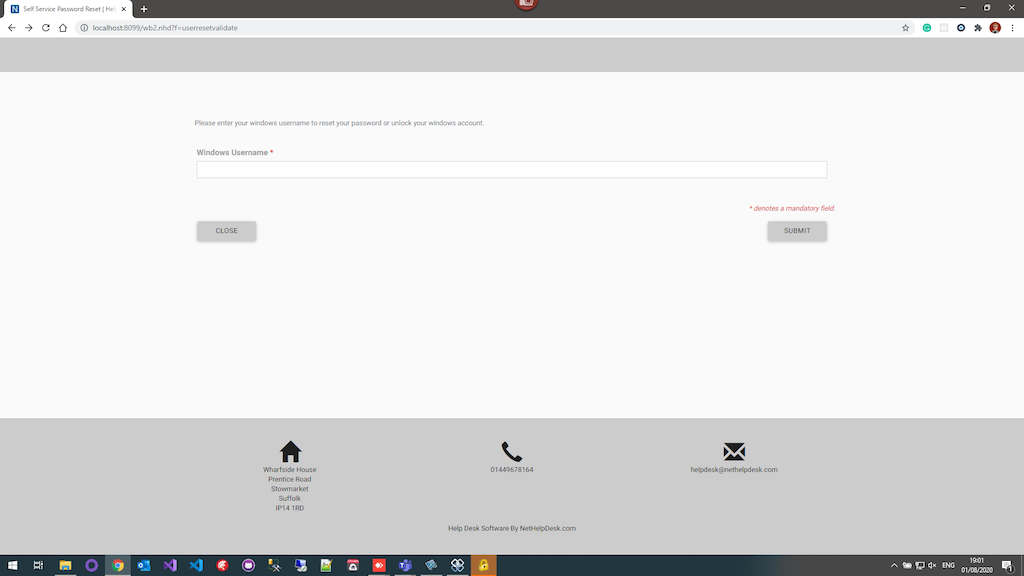 Self Service Password Reset | Hel
localhost:8099/wb2.nhd?f=userresetvalidate
Please enter your windows username to reset your password or unlock your windows account.
Windows Username *
* denotes a mandatory field.
CLOSE
SUBMIT
Wharfside House
Prentice Road
Stowmarket
Suffolk
IP14 1RD
01449678164
helpdesk@nethelpdesk.com
Help Desk Software By NetHelpDesk.com
ENG
19:01
01/08/2020